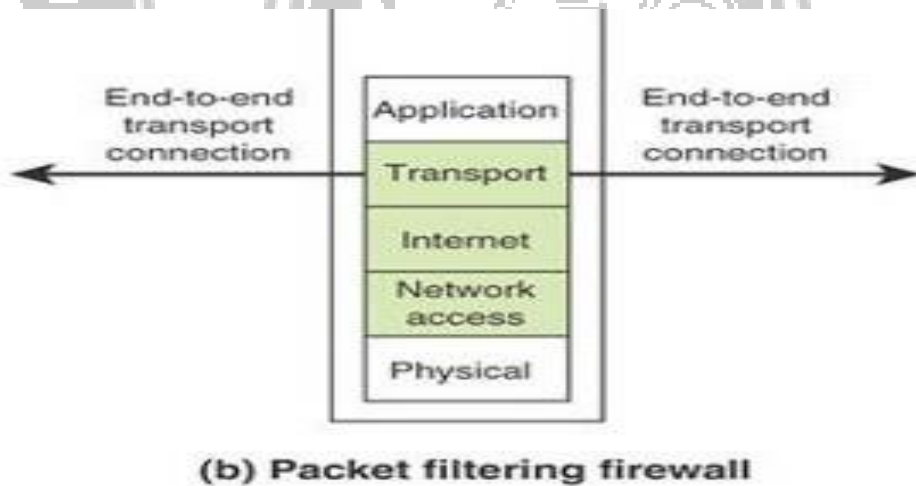 End-to-end
transport
connection
Application
Transport
Internet
Network
access
Physical
End-to-end
transport
connection
(b) Packet filtering firewall